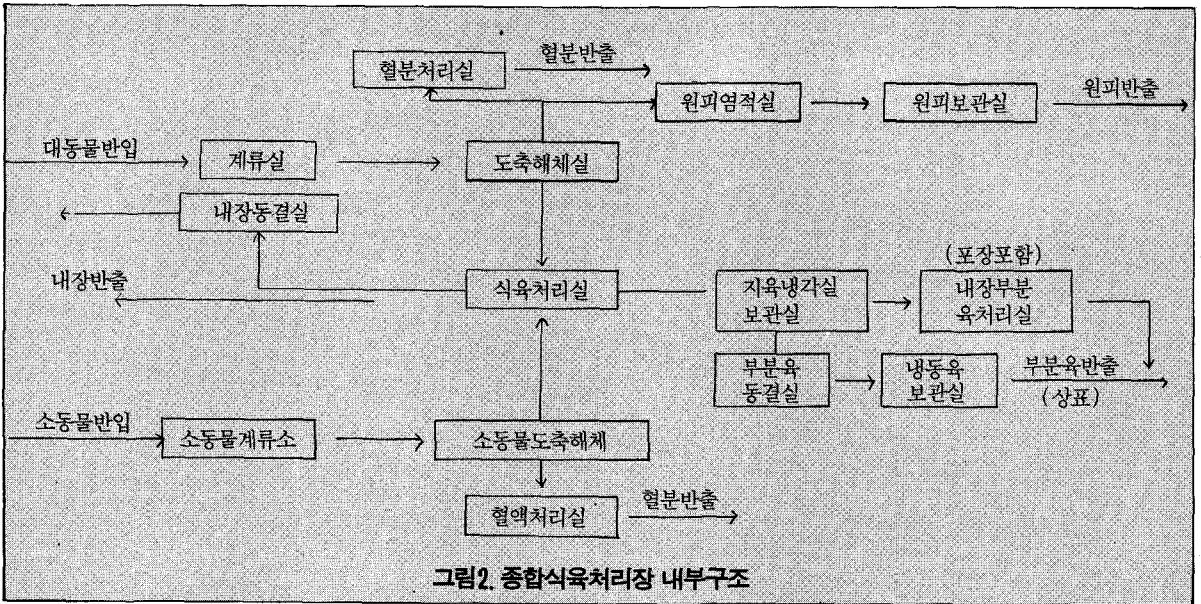 혈분처리실
혈분반출
원피염적실
원피보관실
원피반출
대동물반입
계류실
도축해체실
내장동결실
내장반출
식육처리실
지육냉각실
보관실
(포장포함)
내장부분
육처리실
부분육
동결실
냉동육
보관실
부분육반출
(상표)
소동물반입
소동물계류소
소동물도축해체
혈액처리실
혈분반출
그림2. 종합식육처리장 내부구조